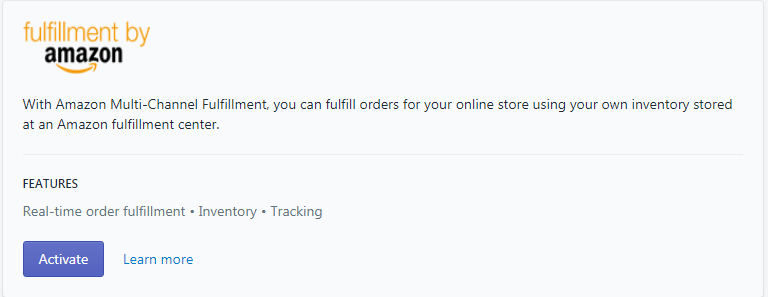 fulfillment by
amazon
With Amazon Multi-Channel Fulfillment, you can fulfill orders for your online store using your own inventory stored
at an Amazon fulfillment center.
FEATURES
Real-time order fulfillment • Inventory • Tracking
Activate Learn more